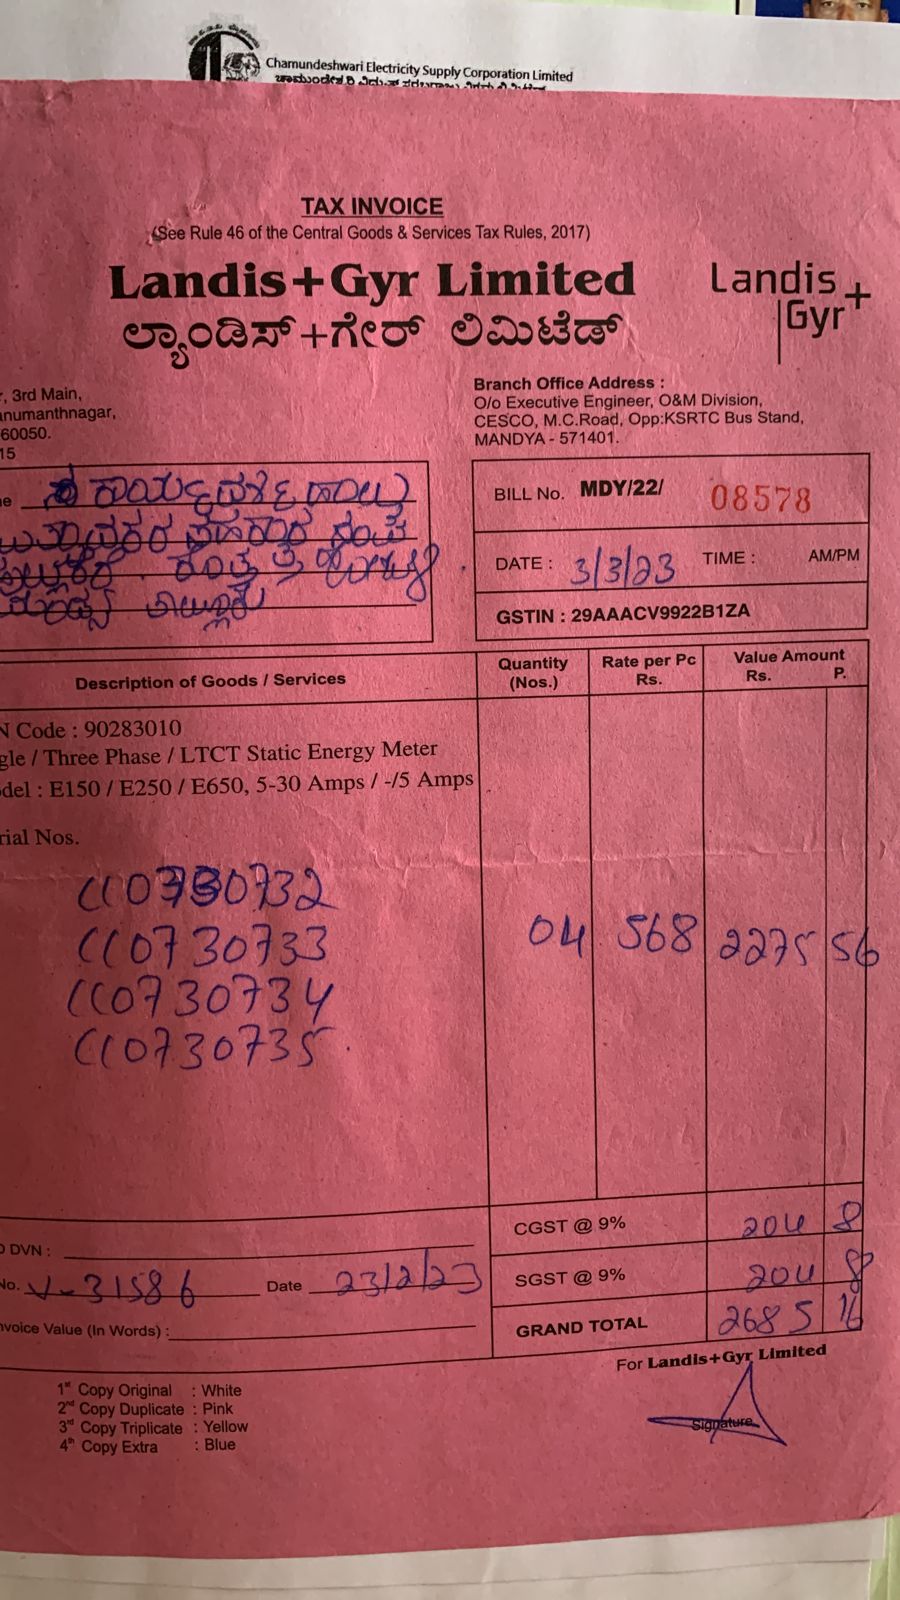 Chamundeshwari Electricity Supply Corporation Limited
TAX INVOICE
(See Rule 46 of the Central Goods & Services Tax Rules, 2017)
Landis+Gyr Limited
ಲ್ಯಾಂಡಿಸ್+ಗೇರ್ ಲಿಮಿಟೆಡ್
Landis
Gyr+
, 3rd Main,
anumanthnagar,
60050.
15
Branch Office Address :
O/o Executive Engineer, O&M Division,
CESCO, M.C.Road, Opp:KSRTC Bus Stand,
MANDYA - 571401.
ಕಾರ್ಯದರ್ಶಿ ಹಾಲು
ಉತ್ಪಾದಕರ ಸಹಕಾರ ಸಂಘ
ತಾಲ್ಲೂಕು
BILL No. MDY/22/ 08578
DATE : 3/3/23 TIME : AM/PM
GSTIN : 29AAACV9922B1ZA
Description of Goods / Services Quantity (Nos.) Rate per Pc Rs. Value Amount Rs. P.
N Code : 90283010
gle / Three Phase / LTCT Static Energy Meter
odel : E150 / E250 / E650, 5-30 Amps / -/5 Amps
rial Nos.
CC0730732
CC0730733 04 568 2275 56
CC0730734
CC0730735.
CGST @ 9% 204 8
DVN :
SGST @ 9% 204 8
No. V-31586 Date 23/2/23
GRAND TOTAL 2685 16
nvoice Value (In Words) :
For Landis+Gyr Limited
1st Copy Original : White
2nd Copy Duplicate : Pink
3rd Copy Triplicate : Yellow
4th Copy Extra : Blue
Signature